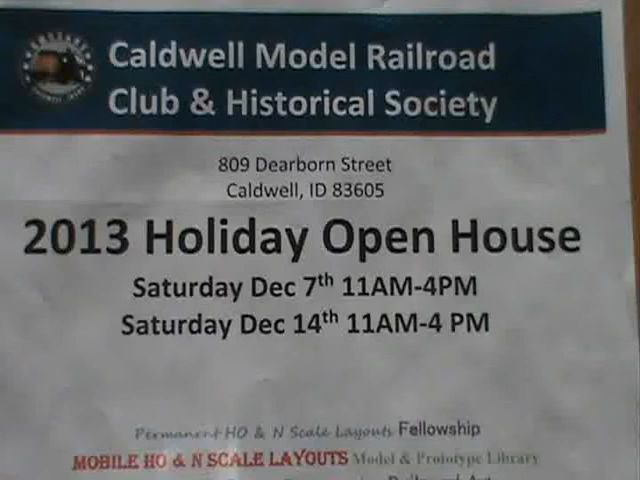 Caldwell Model Railroad
Club & Historical Society
809 Dearborn Street
Caldwell, ID 83605
2013 Holiday Open House
Saturday Dec 7th 11AM-4PM
Saturday Dec 14th 11AM-4 PM
Permanent HO & N Scale Layouts Fellowship
MOBILE HO & N SCALE LAYOUTS Model & Prototype Library